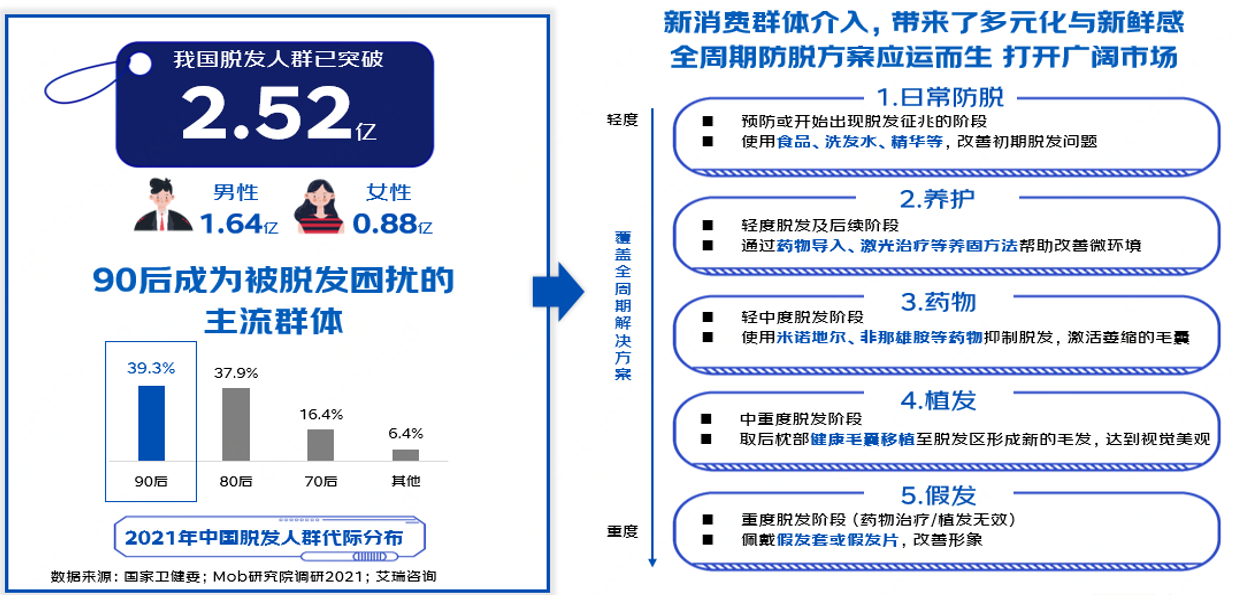 我国脱发人群已突破
2.52亿
男性
1.64亿
女性
0.88亿
90后成为被脱发困扰的
主流群体
39.3%
37.9%
16.4%
6.4%
90后
80后
70后
其他
2021年中国脱发人群代际分布
数据来源：国家卫健委；Mob研究院调研2021；艾瑞咨询
新消费群体介入，带来了多元化与新鲜感
全周期防脱方案应运而生 打开广阔市场
轻度
覆盖全周期解决方案
重度
1.日常防脱
■ 预防或开始出现脱发征兆的阶段
■ 使用食品、洗发水、精华等，改善初期脱发问题
2.养护
■ 轻度脱发及后续阶段
■ 通过药物导入、激光治疗等养固方法帮助改善微环境
3.药物
■ 轻中度脱发阶段
■ 使用米诺地尔、非那雄胺等药物抑制脱发，激活萎缩的毛囊
4.植发
■ 中重度脱发阶段
■ 取后枕部健康毛囊移植至脱发区形成新的毛发，达到视觉美观
5.假发
■ 重度脱发阶段（药物治疗/植发无效）
■ 佩戴假发套或假发片，改善形象